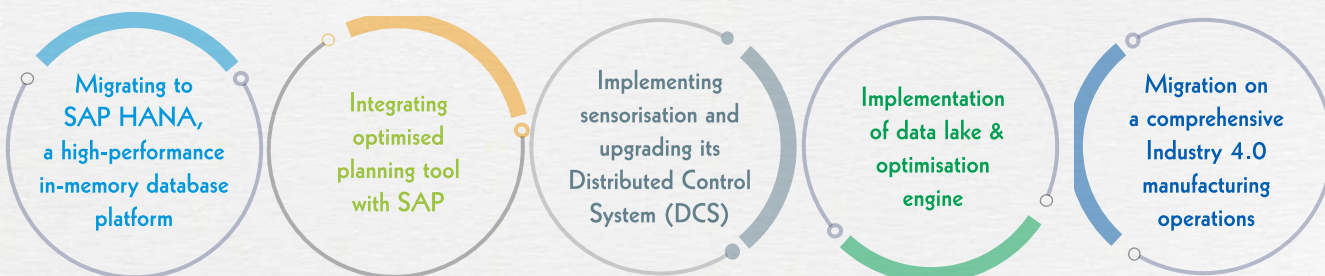 Migrating to
SAP HANA,
a high-performance
in-memory database
platform
Integrating
optimised
planning tool
with SAP
Implementing
sensorisation and
upgrading its
Distributed Control
System (DCS)
Implementation
of data lake &
optimisation
engine
Migration on
a comprehensive
Industry 4.0
manufacturing
operations